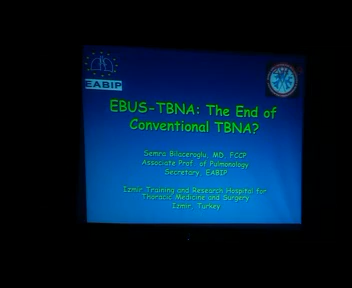 EABIP
EBUS-TBNA: The End of
Conventional TBNA?
Semra Bilaceroglu, MD, FCCP
Associate Prof. of Pulmonology
Secretary, EABIP
Izmir Training and Research Hospital for
Thoracic Medicine and Surgery
Izmir, Turkey